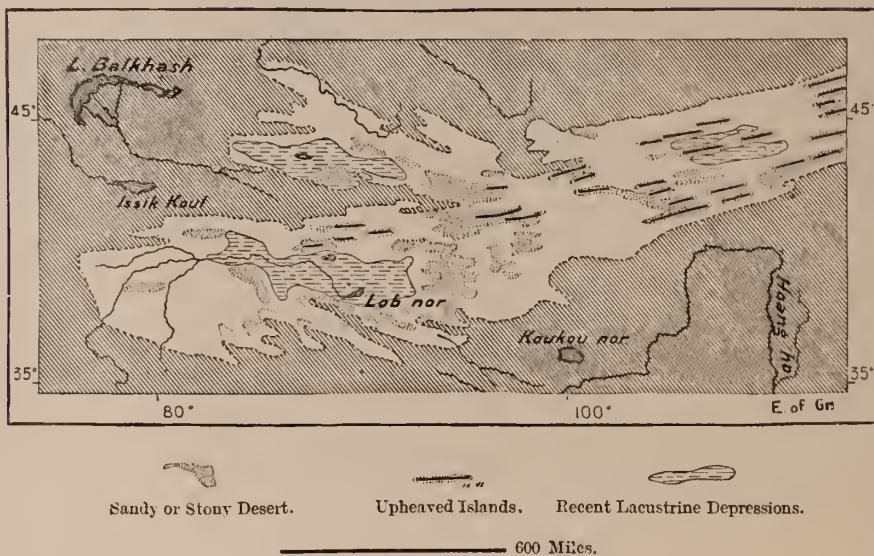 L. Balkhash
45°
45°
Issik Koul
Lob nor
Koukou nor
Hoang ho
35°
35°
80°
100°
E. of Gr.
Sandy or Stony Desert.
Upheaved Islands.
Recent Lacustrine Depressions.
600 Miles.